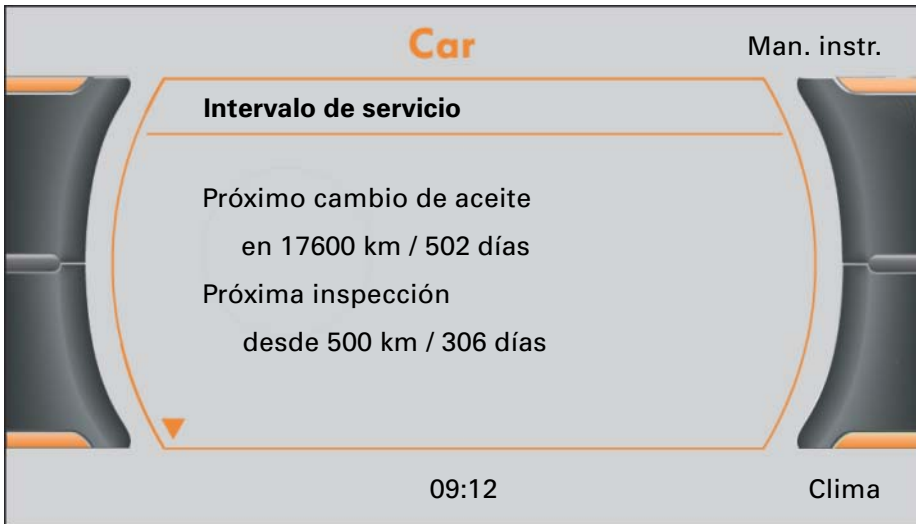 Car
Man. instr.
Intervalo de servicio
Próximo cambio de aceite
en 17600 km / 502 días
Próxima inspección
desde 500 km / 306 días
09:12
Clima